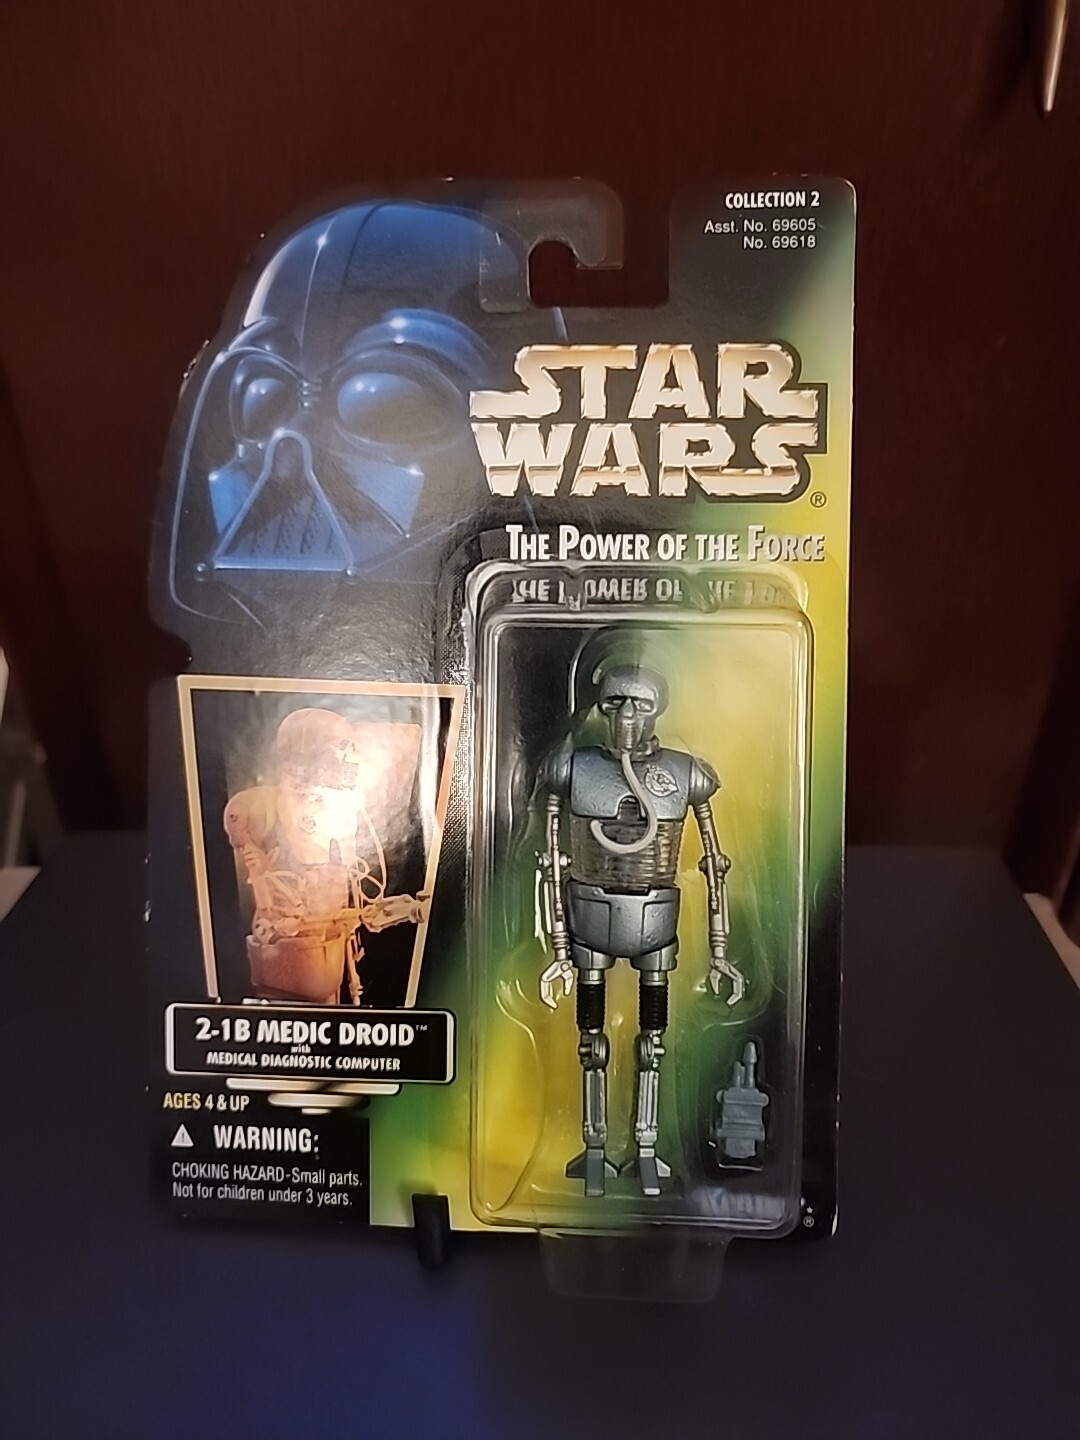 COLLECTION 2
Asst. No. 69605
No. 69618
STAR
WARS®
THE POWER OF THE FORCE
2-1B MEDIC DROID™
with
MEDICAL DIAGNOSTIC COMPUTER
AGES 4 & UP
WARNING:
CHOKING HAZARD-Small parts.
Not for children under 3 years.